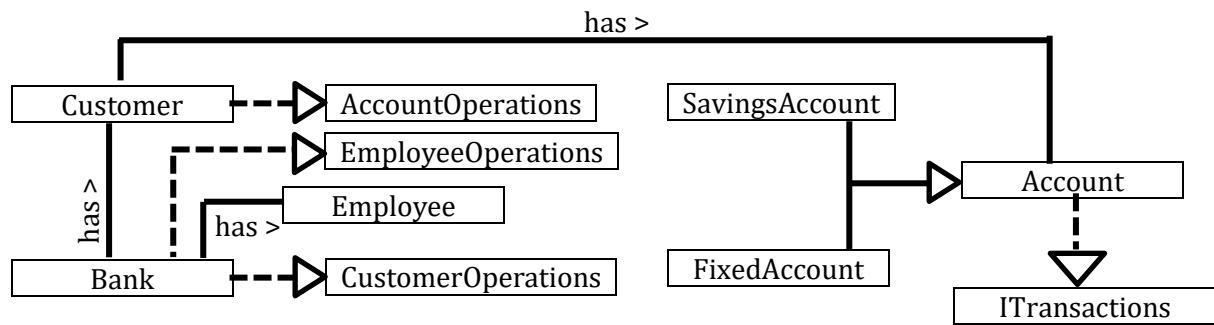 has >
Customer
AccountOperations
SavingsAccount
EmployeeOperations
Account
Employee
has >
has >
Bank
CustomerOperations
FixedAccount
ITransactions